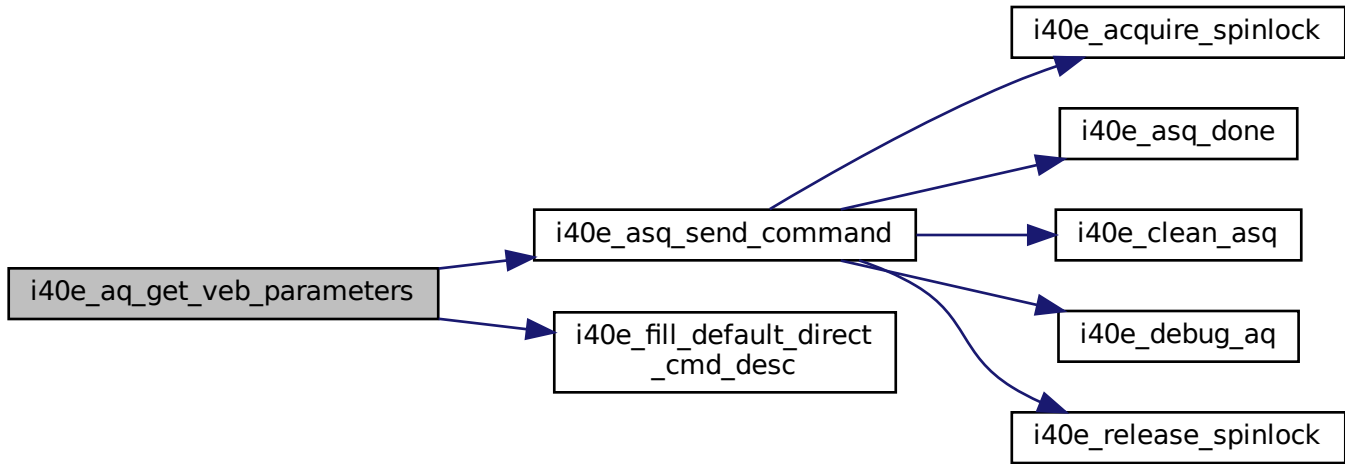 i40e_acquire_spinlock
i40e_asq_done
i40e_asq_send_command
i40e_clean_asq
i40e_aq_get_veb_parameters
i40e_fill_default_direct
_cmd_desc
i40e_debug_aq
i40e_release_spinlock